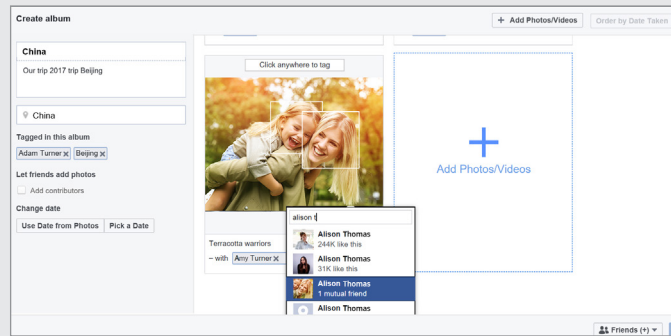 Create album
+ Add Photos/Videos
Order by Date Taken
China
Our trip 2017 trip Beijing
China
Tagged in this album
Adam Turner x Beijing x
Let friends add photos
Add contributors
Change date
Use Date from Photos
Pick a Date
Click anywhere to tag
Terracotta warriors
– with Amy Turner x
alison t
Alison Thomas
244K like this
Alison Thomas
31K like this
Alison Thomas
1 mutual friend
Alison Thomas
Add Photos/Videos
Friends (+)